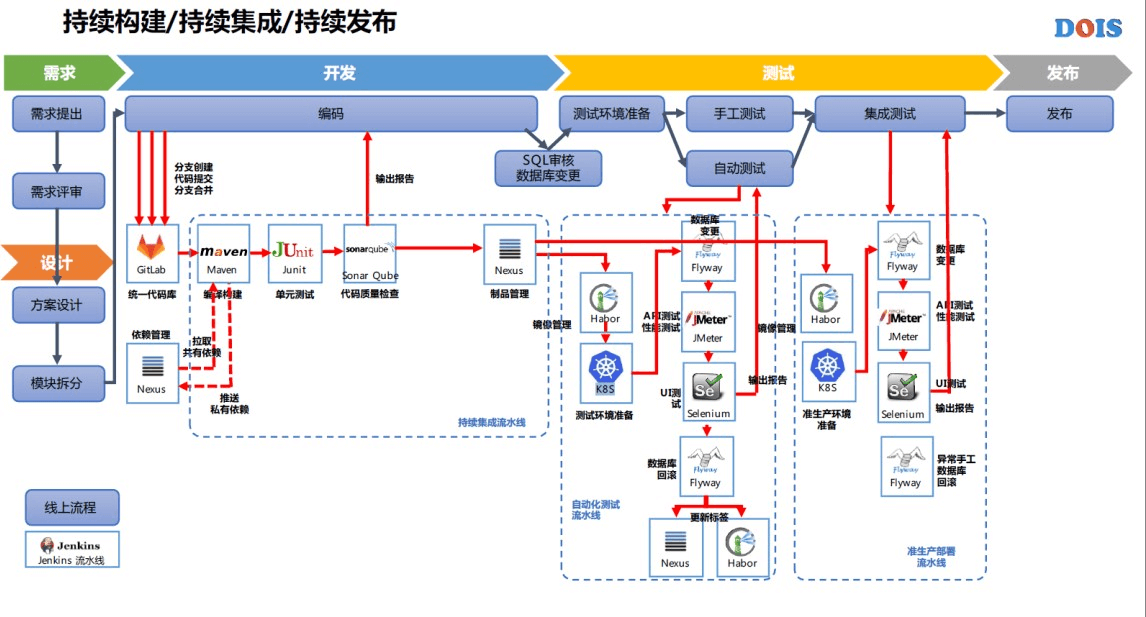 持续构建/持续集成/持续发布
DOIS
需求
开发
测试
发布
需求提出
编码
测试环境准备
手工测试
集成测试
发布
SQL审核
数据库变更
自动测试
需求评审
分支创建
代码提交
分支合并
输出报告
设计
GitLab
统一代码库
maven
Maven
编译构建
JUnit
Junit
单元测试
sonarqube
Sonar Qube
代码质量检查
Nexus
制品管理
数据库
变更
Flyway
Flyway
Flyway
Flyway
数据库
变更
方案设计
Habor
镜像管理
API测试
性能测试
JMeter
JMeter
Habor
镜像管理
JMeter
JMeter
API测试
性能测试
依赖管理
Nexus
拉取
共有依赖
推送
私有依赖
模块拆分
K8S
测试环境准备
UI测
试
Se
Selenium
输出报告
K8S
准生产环境
准备
Se
Selenium
UI测试
输出报告
持续集成流水线
数据库
回滚
Flyway
Flyway
Flyway
Flyway
异常手工
数据库
回滚
自动化测试
流水线
更新标签
Nexus
Habor
准生产部署
流水线
线上流程
Jenkins
Jenkins 流水线